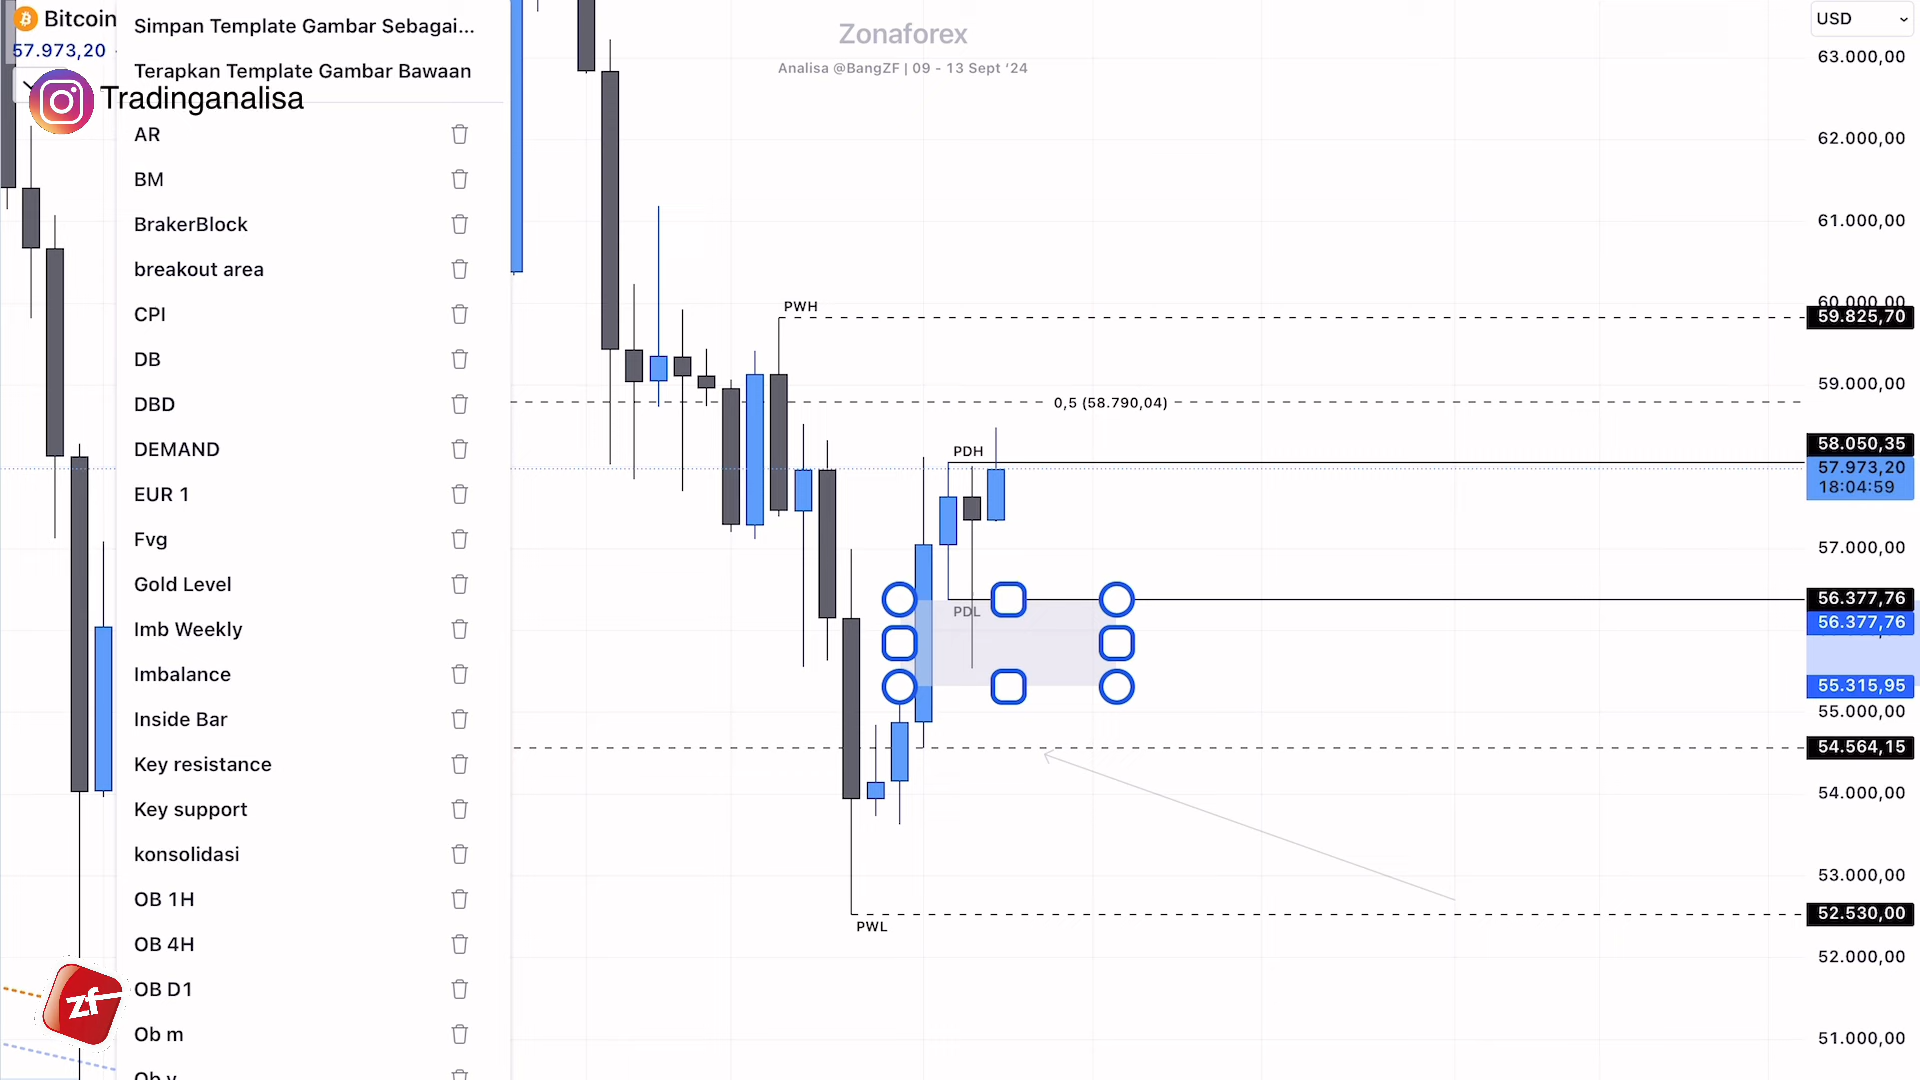 Bitcoin
57.973,20
Tradinganalisa
Simpan Template Gambar Sebagai...
Terapkan Template Gambar Bawaan
AR
BM
BrakerBlock
breakout area
CPI
DB
DBD
DEMAND
EUR 1
Fvg
Gold Level
Imb Weekly
Imbalance
Inside Bar
Key resistance
Key support
konsolidasi
OB 1H
OB 4H
OB D1
Ob m
zf
Zonaforex
Analisa @BangZF | 09 - 13 Sept '24
PWH
0,5 (58.790,04)
PDH
PDL
PWL
USD
63.000,00
62.000,00
61.000,00
60.000,00
59.825,70
59.000,00
58.050,35
57.973,20
18:04:59
57.000,00
56.377,76
56.377,76
55.315,95
55.000,00
54.564,15
54.000,00
53.000,00
52.530,00
52.000,00
51.000,00